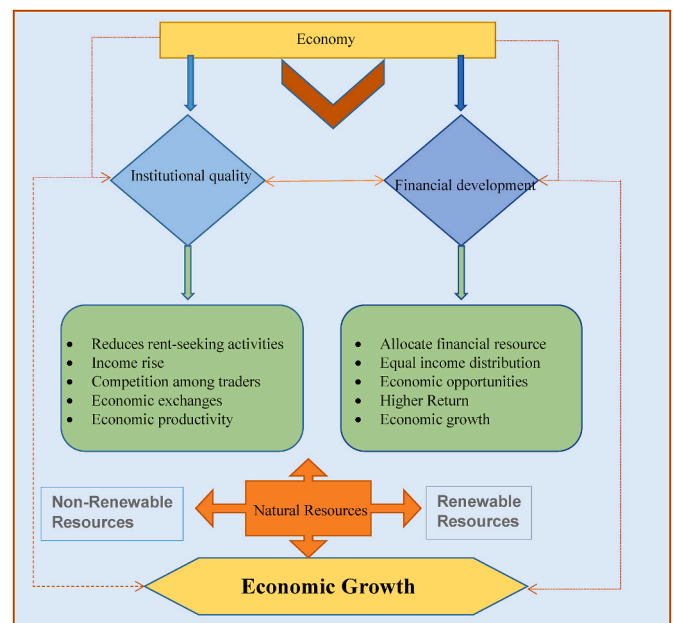 Economy
Institutional quality
Financial development
• Reduces rent-seeking activities
• Income rise
• Competition among traders
• Economic exchanges
• Economic productivity
• Allocate financial resource
• Equal income distribution
• Economic opportunities
• Higher Return
• Economic growth
Non-Renewable
Resources
Natural Resources
Renewable
Resources
Economic Growth